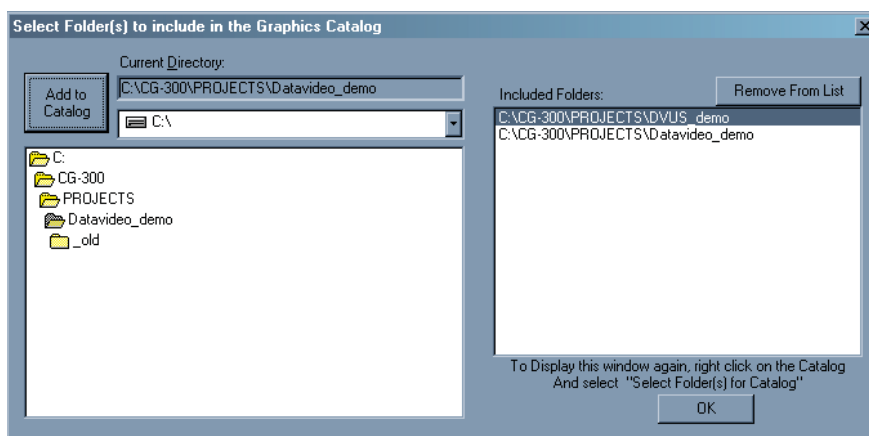 Select Folder(s) to include in the Graphics Catalog
Current Directory:
Add to
Catalog
C:\CG-300\PROJECTS\Datavideo_demo
C:\
C:
CG-300
PROJECTS
Datavideo_demo
_old
Included Folders:
Remove From List
C:\CG-300\PROJECTS\DVUS_demo
C:\CG-300\PROJECTS\Datavideo_demo
To Display this window again, right click on the Catalog
And select "Select Folder(s) for Catalog"
OK